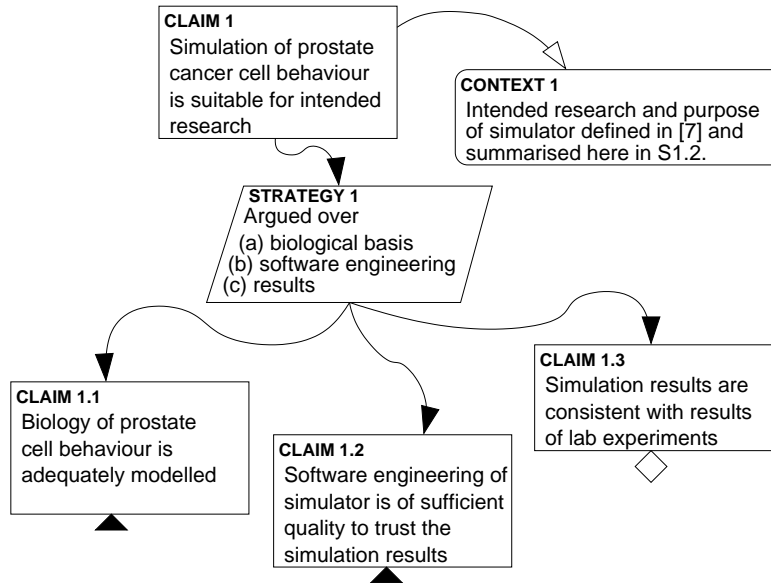 CLAIM 1
Simulation of prostate
cancer cell behaviour
is suitable for intended
research
CONTEXT 1
Intended research and purpose
of simulator defined in [7] and
summarised here in S1.2.
STRATEGY 1
Argued over
(a) biological basis
(b) software engineering
(c) results
CLAIM 1.1
Biology of prostate
cell behaviour is
adequately modelled
CLAIM 1.2
Software engineering of
simulator is of sufficient
quality to trust the
simulation results
CLAIM 1.3
Simulation results are
consistent with results
of lab experiments